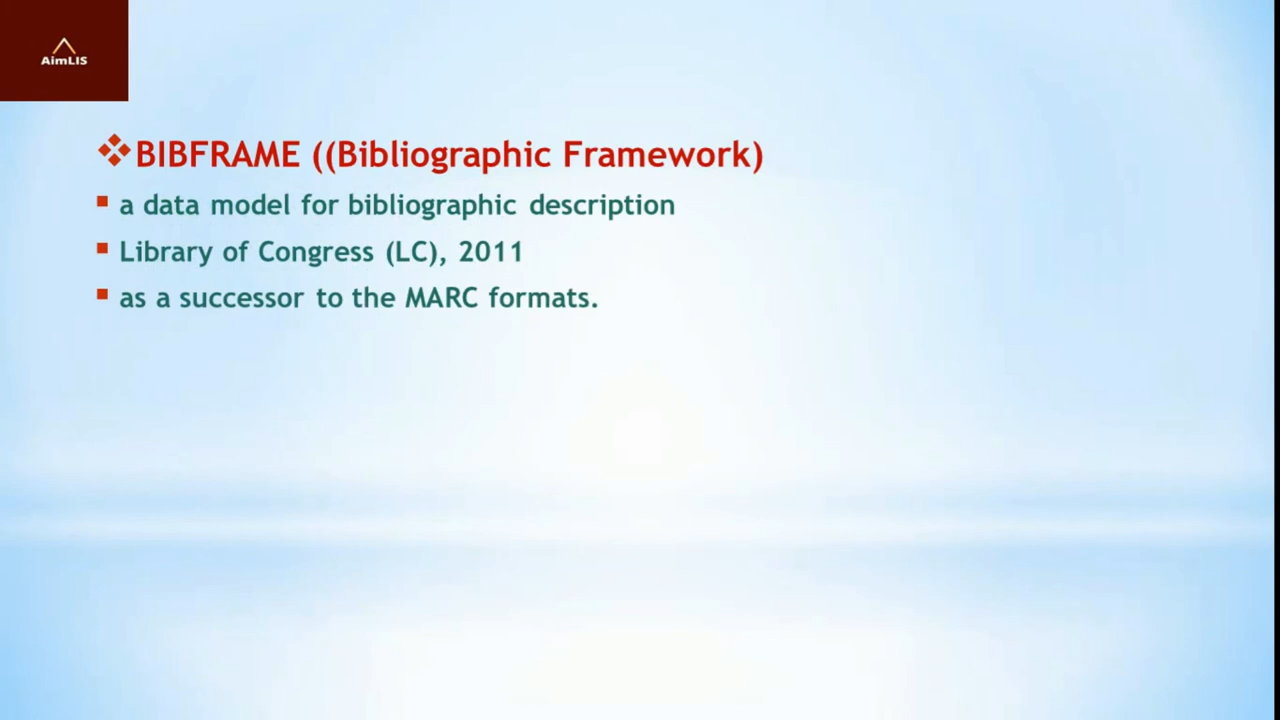 AimLIS
BIBFRAME ((Bibliographic Framework)
a data model for bibliographic description
Library of Congress (LC), 2011
as a successor to the MARC formats.